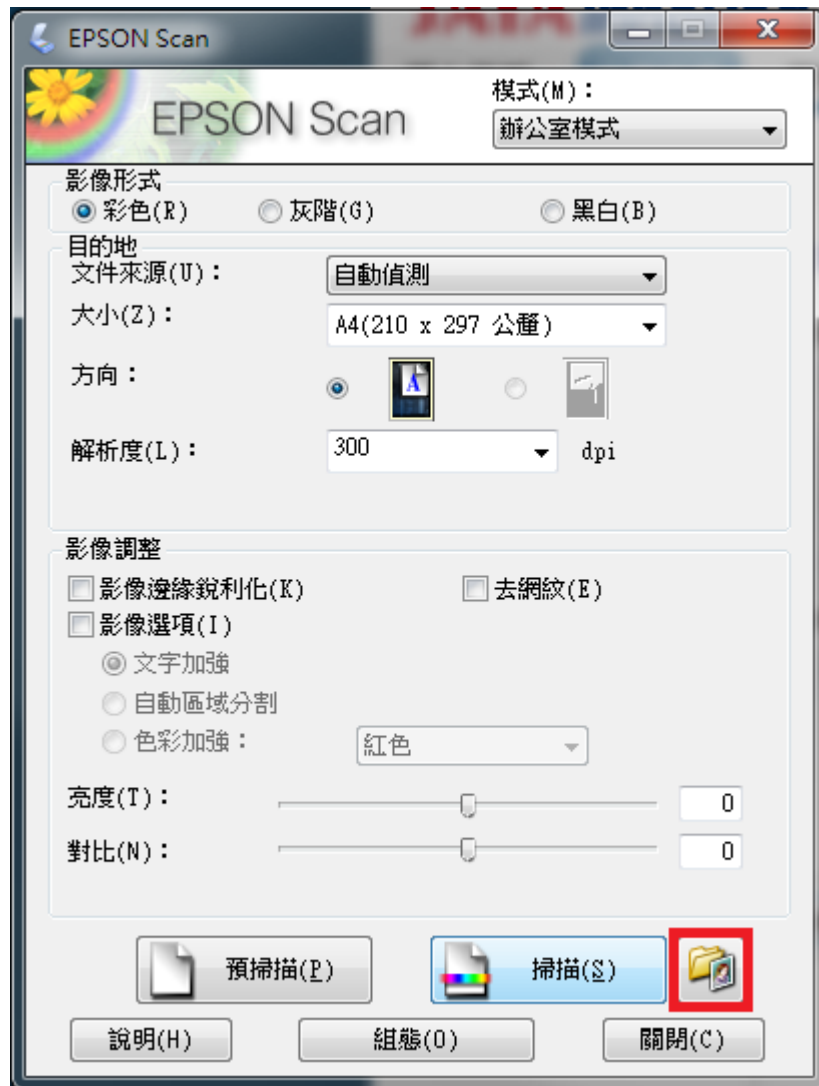 EPSON Scan
EPSON Scan
模式(M)：
辦公室模式
影像形式
彩色(R) 灰階(G) 黑白(B)
目的地
文件來源(U)： 自動偵測
大小(Z)： A4(210 x 297 公釐)
方向：
A
解析度(L)： 300 dpi
影像調整
影像邊緣銳利化(K) 去網紋(E)
影像選項(I)
文字加強
自動區域分割
色彩加強： 紅色
亮度(T)： 0
對比(N)： 0
預掃描(P) 掃描(S)
說明(H) 組態(O) 關閉(C)